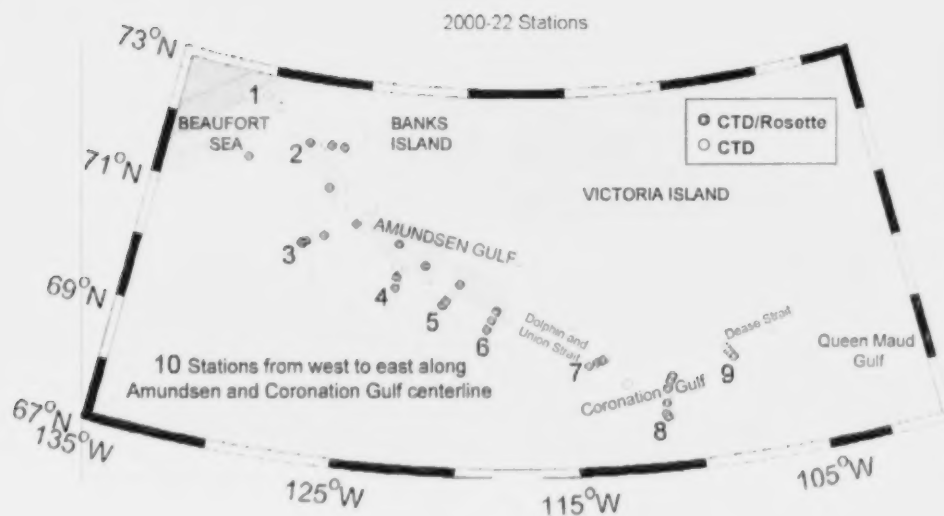 2000-22 Stations
73°N
1
BEAUFORT
SEA
BANKS
ISLAND
CTD/Rosette
CTD
2
71°N
VICTORIA ISLAND
AMUNDSEN GULF
3
4
69°N
5
6
Dolphin and
Union Strait
Dease Strait
Queen Maud
Gulf
7
9
10 Stations from west to east along
Amundsen and Coronation Gulf centerline
Coronation Gulf
8
67°N
135°W
125°W
115°W
105°W